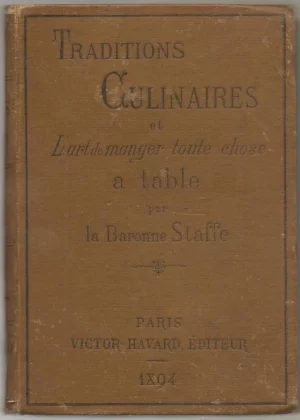 TRADITIONS
CULINAIRES
et
L'art de manger toute chose
a table
par
la Baronne Staffe
PARIS
VICTOR-HAVARD, ÉDITEUR
1894